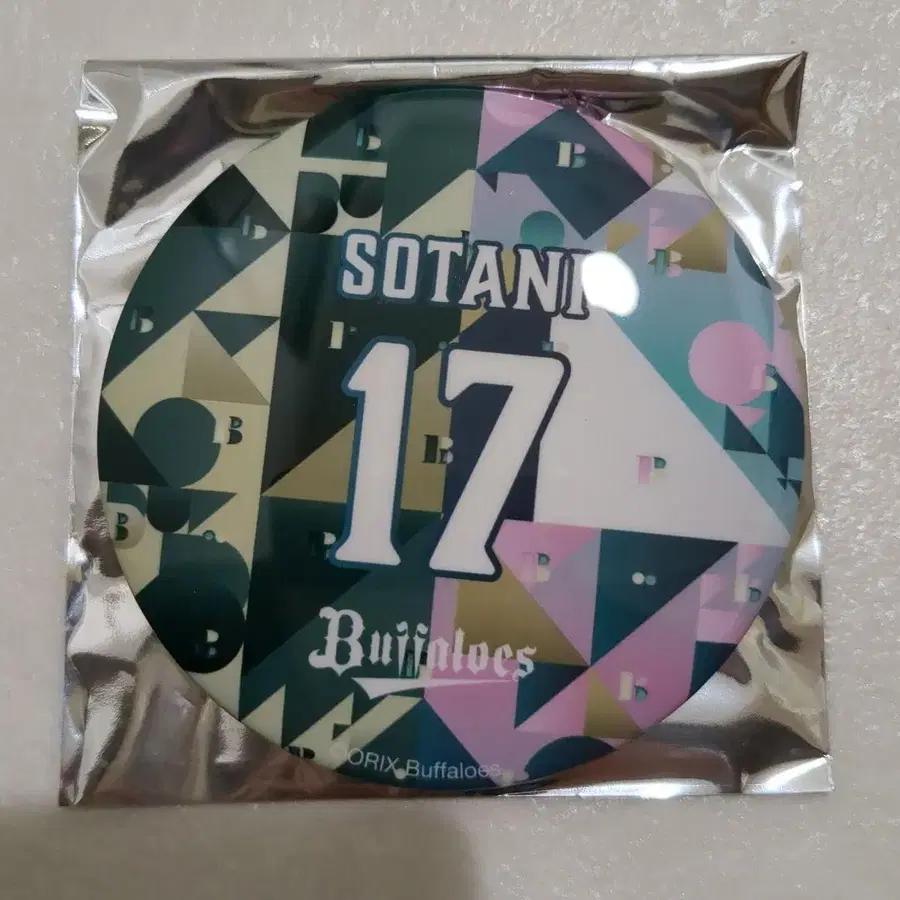 SOTANI
17
Buffaloes
©ORIX Buffaloes